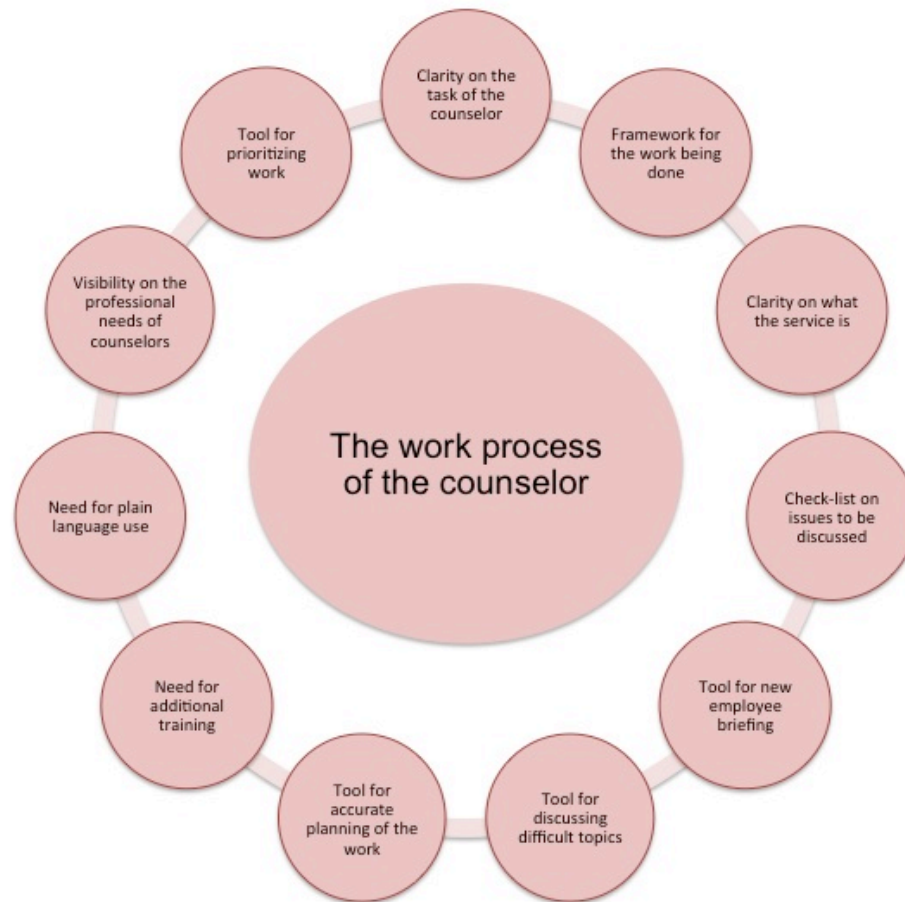 Clarity on the
task of the
counselor
Framework for
the work being
done
Clarity on what
the service is
Check-list on
issues to be
discussed
Tool for new
employee
briefing
Tool for
discussing
difficult topics
Tool for
accurate
planning of the
work
Need for
additional
training
Need for plain
language use
Visibility on the
professional
needs of
counselors
Tool for
prioritizing
work
The work process
of the counselor